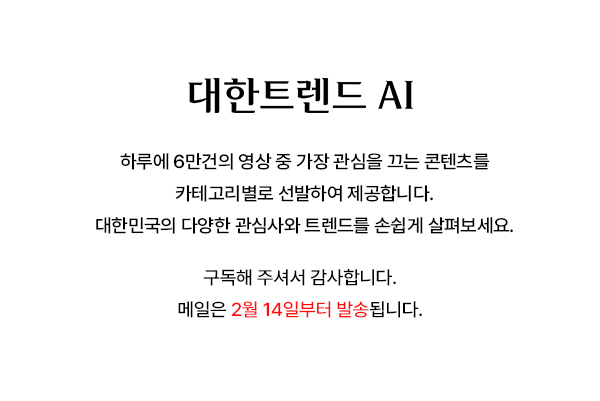 대한트렌드 AI
하루에 6만건의 영상 중 가장 관심을 끄는 콘텐츠를
카테고리별로 선발하여 제공합니다.
대한민국의 다양한 관심사와 트렌드를 손쉽게 살펴보세요.
구독해 주셔서 감사합니다.
메일은 2월 14일부터 발송됩니다.